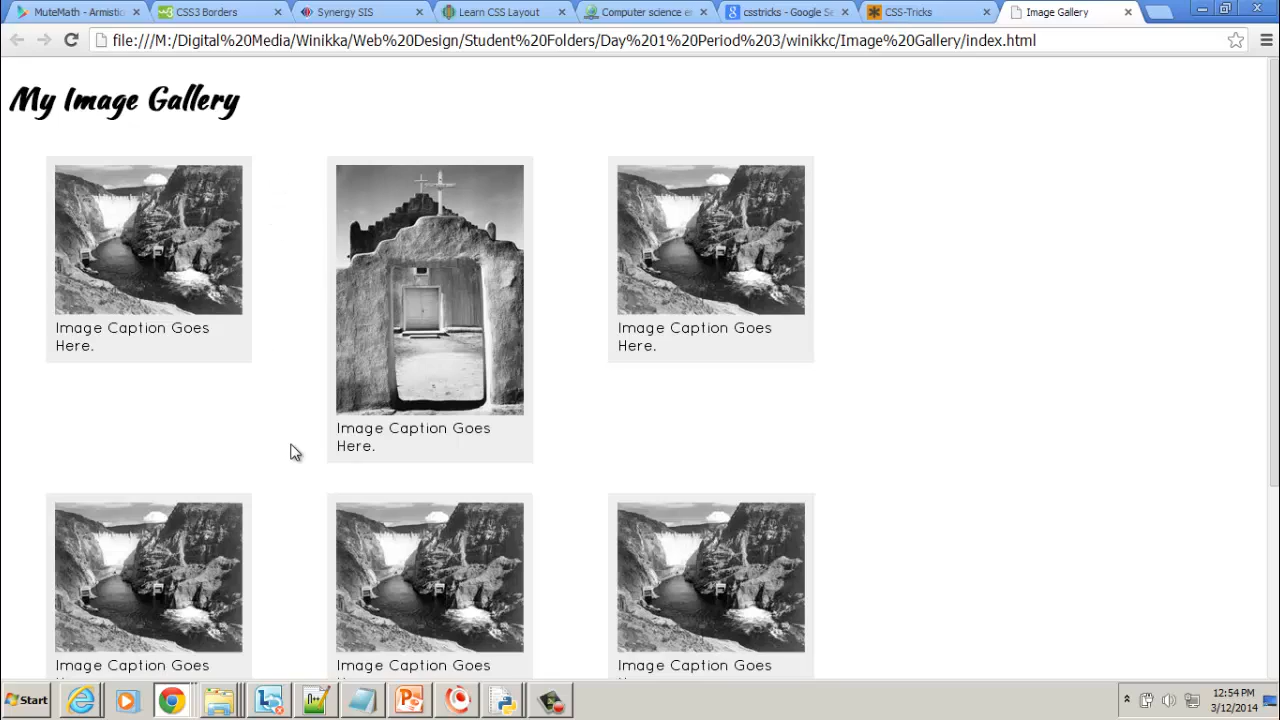 MuteMath - Armistic
CSS3 Borders
Synergy SIS
Learn CSS Layout
Computer science e
csstricks - Google Se
CSS-Tricks
Image Gallery
file:///M:/Digital%20Media/Winikka/Web%20Design/Student%20Foders/Day%201%20Period%203/winikkc/Image%20Gallery/index.html
My Image Gallery
Image Caption Goes
Here.
Image Caption Goes
Here.
Image Caption Goes
Here.
Image Caption Goes
Image Caption Goes
Image Caption Goes
Start
12:54 PM
3/12/2014